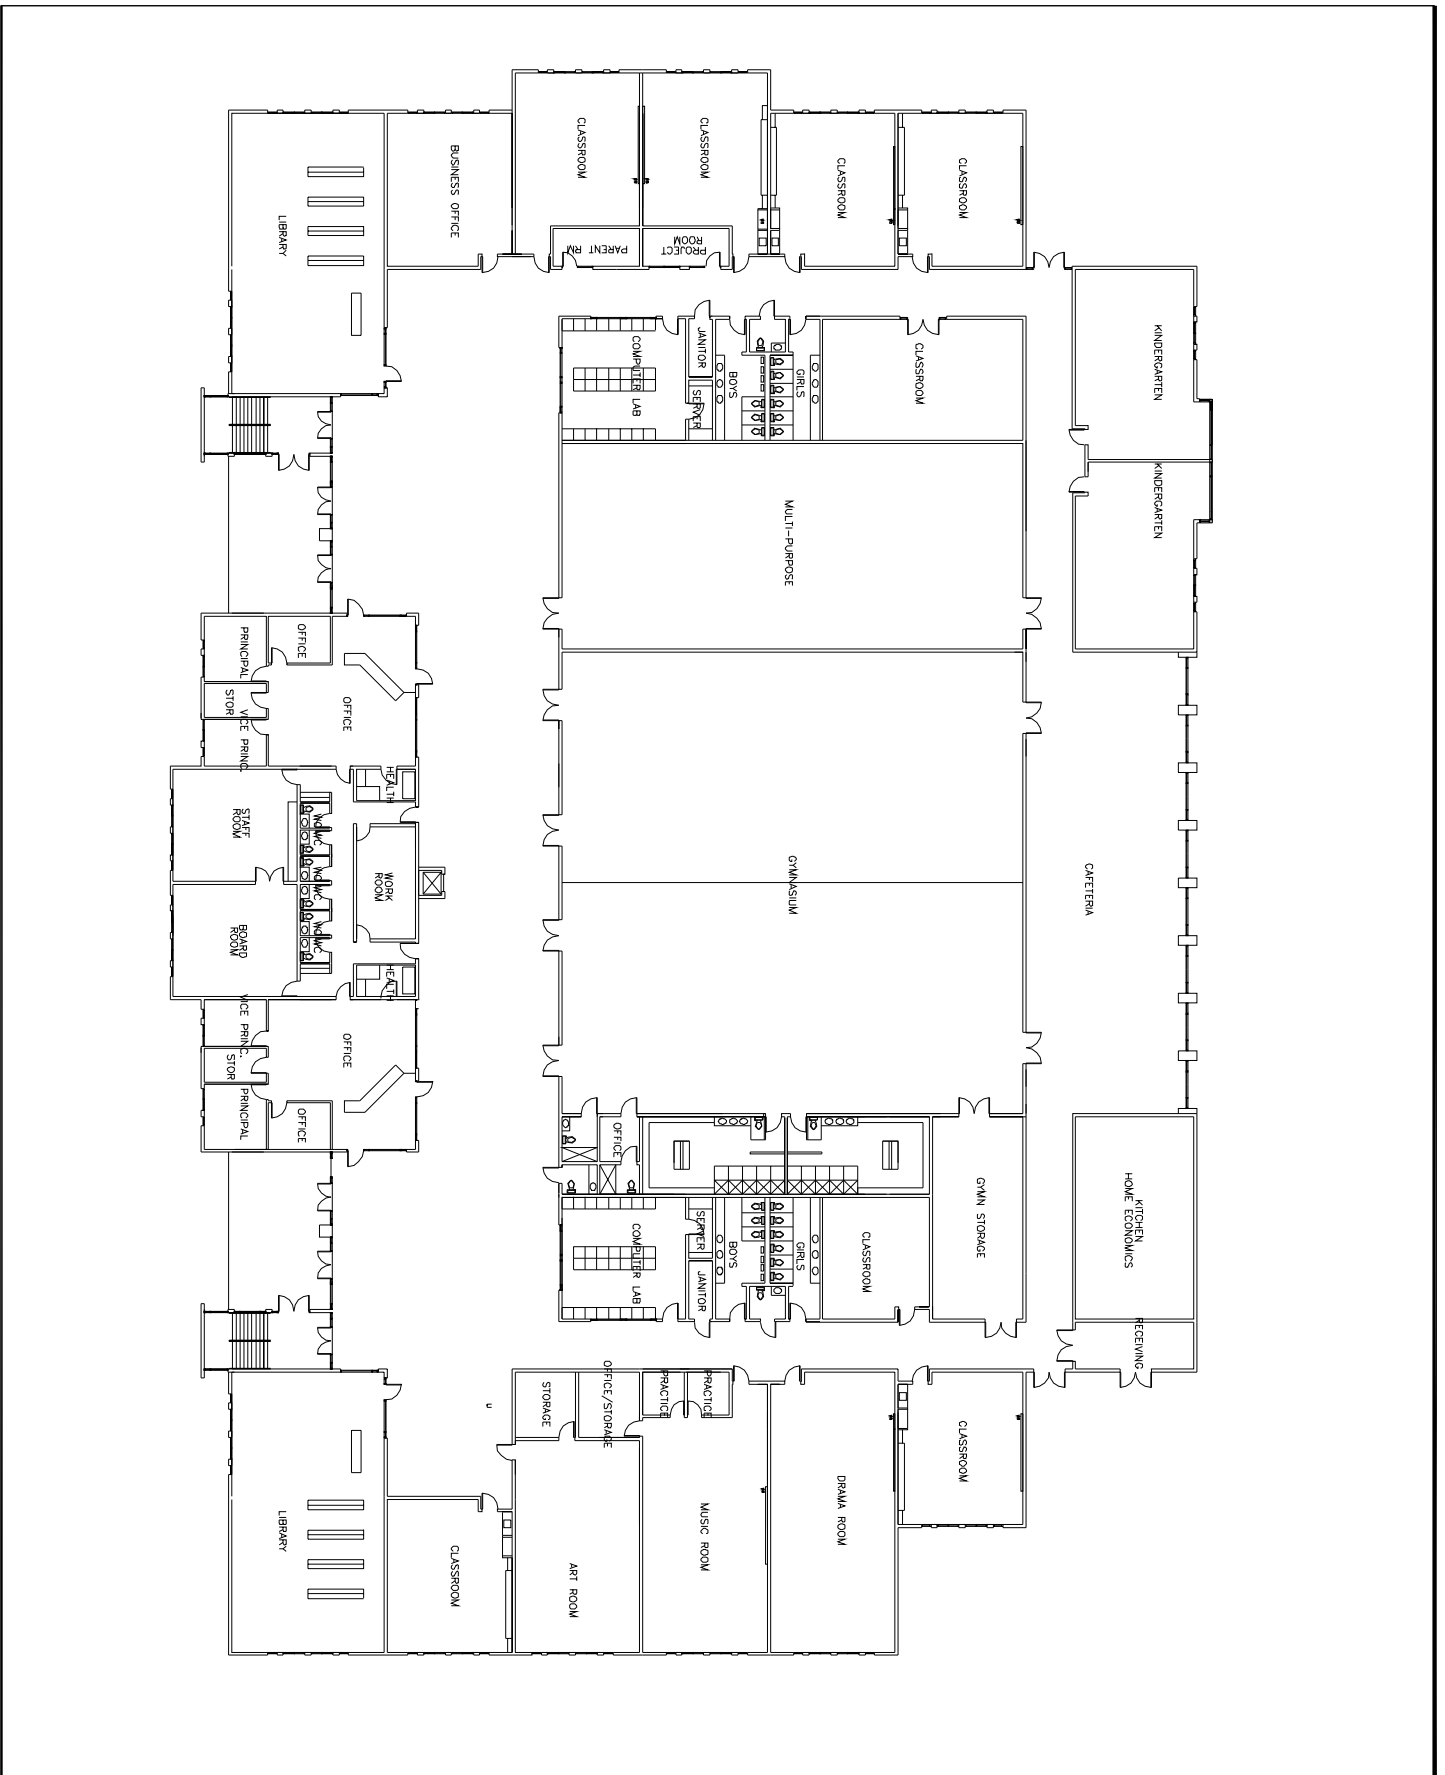 CLASSROOM
CLASSROOM
BUSINESS OFFICE
CLASSROOM
CLASSROOM
LIBRARY
PARENT RM
PROJECT
ROOM
JANITOR
COMPUTER LAB
SERVER
BOYS
GIRLS
CLASSROOM
KINDERGARTEN
KINDERGARTEN
MULTI-PURPOSE
PRINCIPAL
OFFICE
STOR
VICE PRINC.
OFFICE
HEALTH
STAFF
ROOM
W/C
W/C
W/C
W/C
W/C
W/C
WORK
ROOM
BOARD
ROOM
HEALTH
GYMNASIUM
CAFETERIA
VICE PRINC.
STOR
OFFICE
PRINCIPAL
OFFICE
OFFICE
GYMN STORAGE
KITCHEN
HOME ECONOMICS
SERVER
COMPUTER LAB
JANITOR
BOYS
GIRLS
CLASSROOM
RECEIVING
STORAGE
OFFICE/STORAGE
PRACTICE
PRACTICE
CLASSROOM
LIBRARY
CLASSROOM
ART ROOM
MUSIC ROOM
DRAMA ROOM